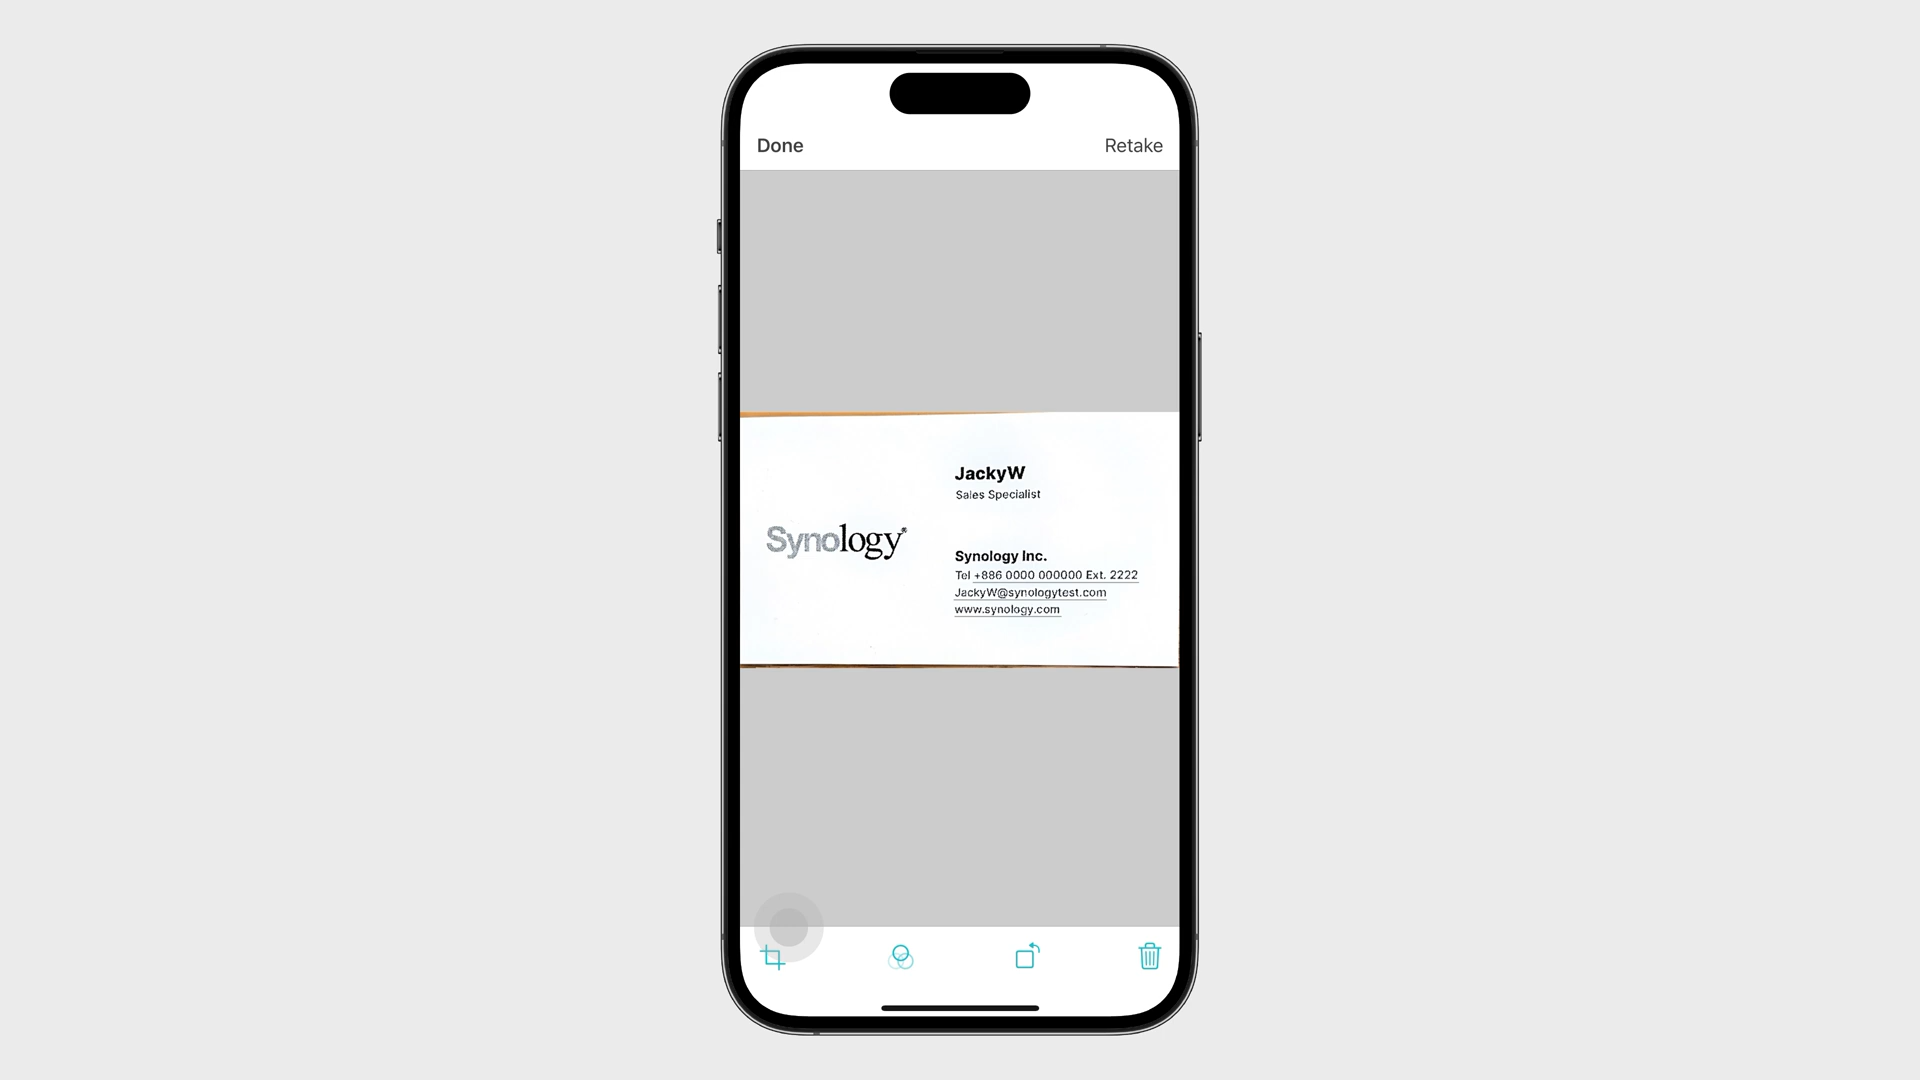 Done
Retake
JackyW
Sales Specialist
Synology®
Synology Inc.
Tel +886 0000 000000 Ext. 2222
JackyW@synologytest.com
www.synology.com